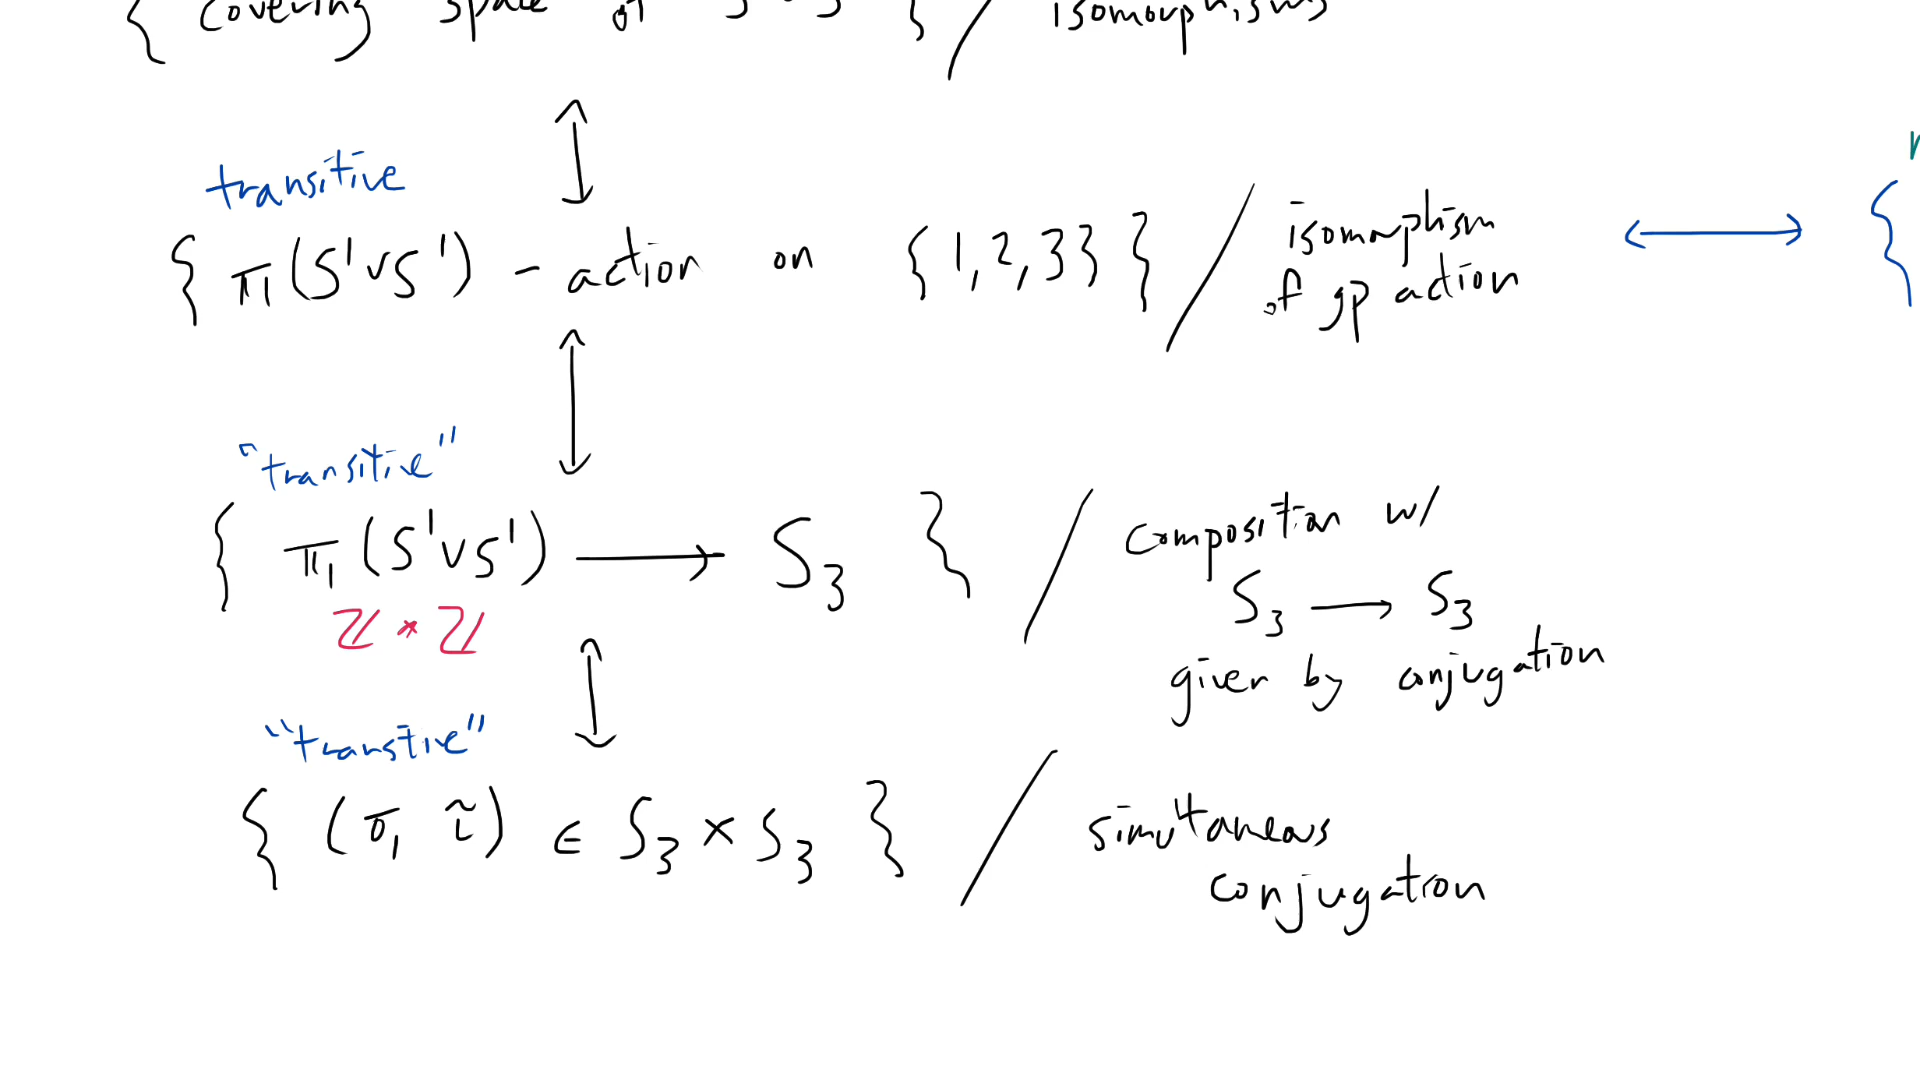 { covering space of S¹∨S¹ } / isomorphisms
transitive
{ π₁(S¹∨S¹) - action on {1,2,3} } / isomorphism
of gp action
"transitive"
{ π₁(S¹∨S¹) → S₃ } / composition w/
ℤ * ℤ
S₃ → S₃
given by conjugation
"transtive"
{ (σ, τ) ∈ S₃ × S₃ } / simultaneous
conjugation